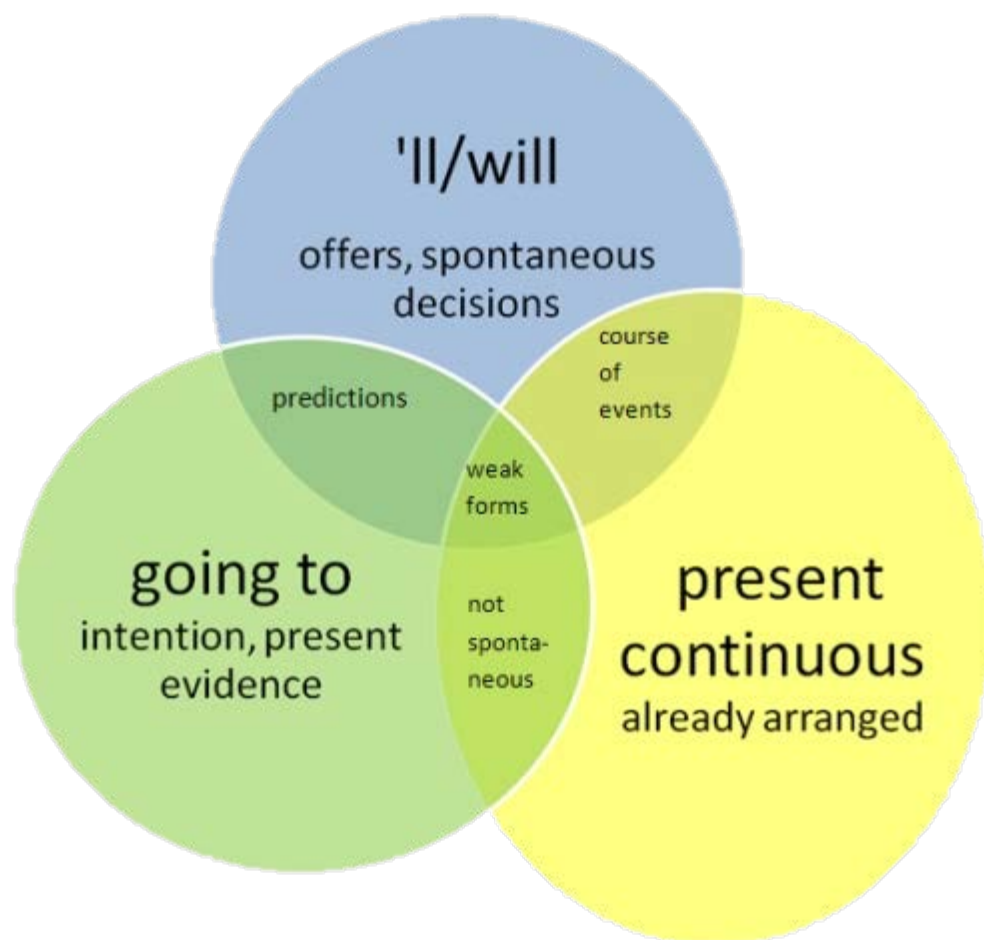 'll/will
offers, spontaneous
decisions
course
of
events
predictions
weak
forms
going to
intention, present
evidence
not
sponta-
neous
present
continuous
already arranged